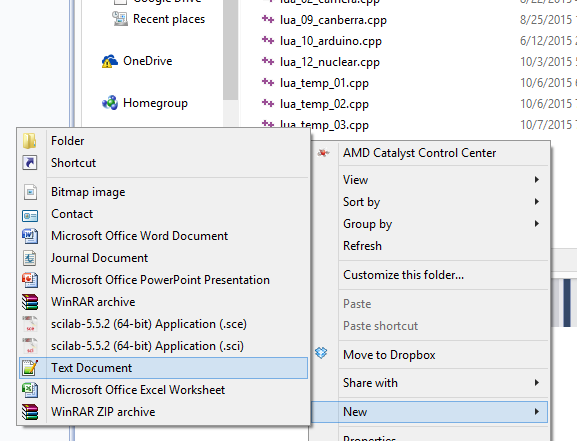 Google Drive
Recent places
OneDrive
Homegroup
lua_02_camera.cpp
8/22/2015
lua_09_canberra.cpp
8/25/2015
lua_10_arduino.cpp
6/12/2015
lua_12_nuclear.cpp
10/3/2015
lua_temp_01.cpp
10/6/2015
lua_temp_02.cpp
10/6/2015
lua_temp_03.cpp
10/7/2015
Folder
Shortcut
Bitmap image
Contact
Microsoft Office Word Document
Journal Document
Microsoft Office PowerPoint Presentation
WinRAR archive
scilab-5.5.2 (64-bit) Application (.sce)
scilab-5.5.2 (64-bit) Application (.sci)
Text Document
Microsoft Office Excel Worksheet
WinRAR ZIP archive
AMD Catalyst Control Center
View
Sort by
Group by
Refresh
Customize this folder...
Paste
Paste shortcut
Move to Dropbox
Share with
New
Properties